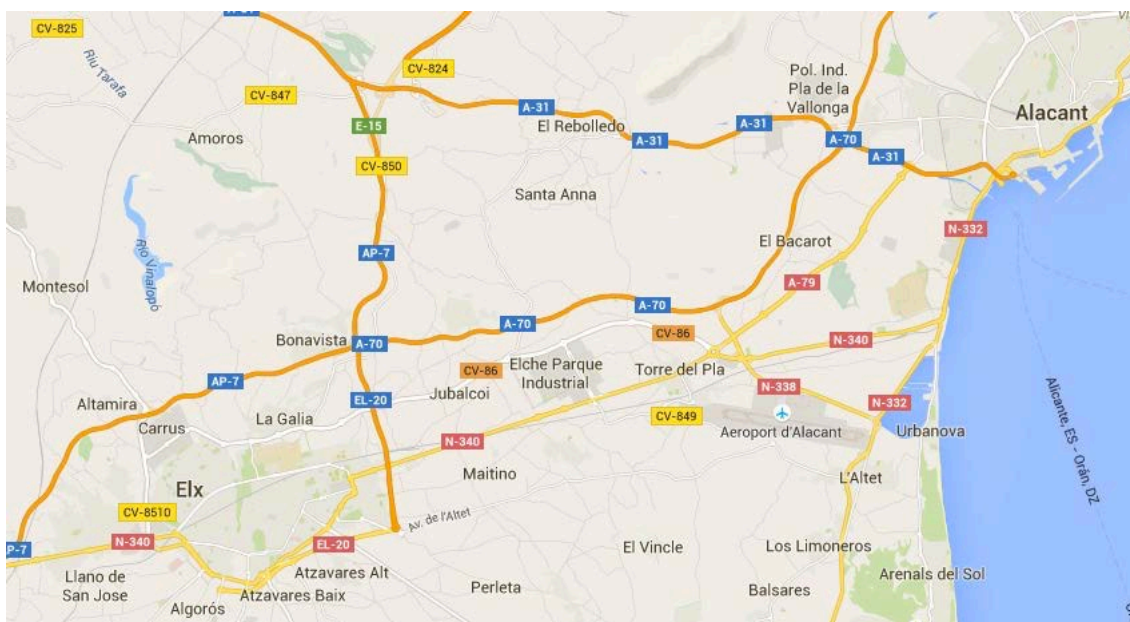 CV-825
Riu Tarafa
CV-824
CV-847
A-31
E-15
El Rebolledo
A-31
A-31
Pol. Ind.
Pla de la
Vallonga
Alacant
A-70
A-31
Amoros
CV-850
Santa Anna
N-332
El Bacarot
AP-7
Rio Vinalopó
Montesol
A-79
A-70
A-70
CV-86
N-340
Bonavista
A-70
Elche Parque
Industrial
Torre del Pla
CV-86
Jubalcoi
AP-7
N-338
Altamira
EL-20
La Galia
Carrus
CV-849
N-332
Aeroport d'Alacant
Urbanova
Alicante, ES - Orán, DZ
N-340
Maitino
L'Altet
Elx
CV-8510
Av. de l'Altet
N-340
EL-20
El Vincle
Los Limoneros
Llano de
San Jose
Atzavares Alt
Arenals del Sol
Algorós
Atzavares Baix
Perleta
Balsares